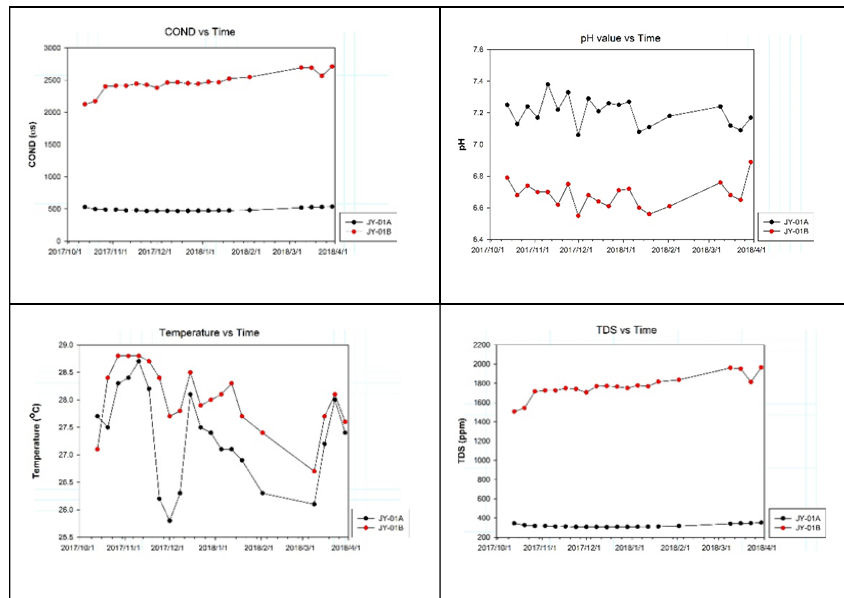 COND vs Time
3000
2500
2000
1500
1000
500
0
COND (us)
2017/10/1 2017/11/1 2017/12/1 2018/1/1 2018/2/1 2018/3/1 2018/4/1
JY-01A
JY-01B
pH value vs Time
7.6
7.4
7.2
7.0
6.8
6.6
6.4
pH
2017/10/1 2017/11/1 2017/12/1 2018/1/1 2018/2/1 2018/3/1 2018/4/1
JY-01A
JY-01B
Temperature vs Time
29.0
28.5
28.0
27.5
27.0
26.5
26.0
25.5
Temperature (°C)
2017/10/1 2017/11/1 2017/12/1 2018/1/1 2018/2/1 2018/3/1 2018/4/1
JY-01A
JY-01B
TDS vs Time
2200
2000
1800
1600
1400
1200
1000
800
600
400
200
TDS (ppm)
2017/10/1 2017/11/1 2017/12/1 2018/1/1 2018/2/1 2018/3/1 2018/4/1
JY-01A
JY-01B